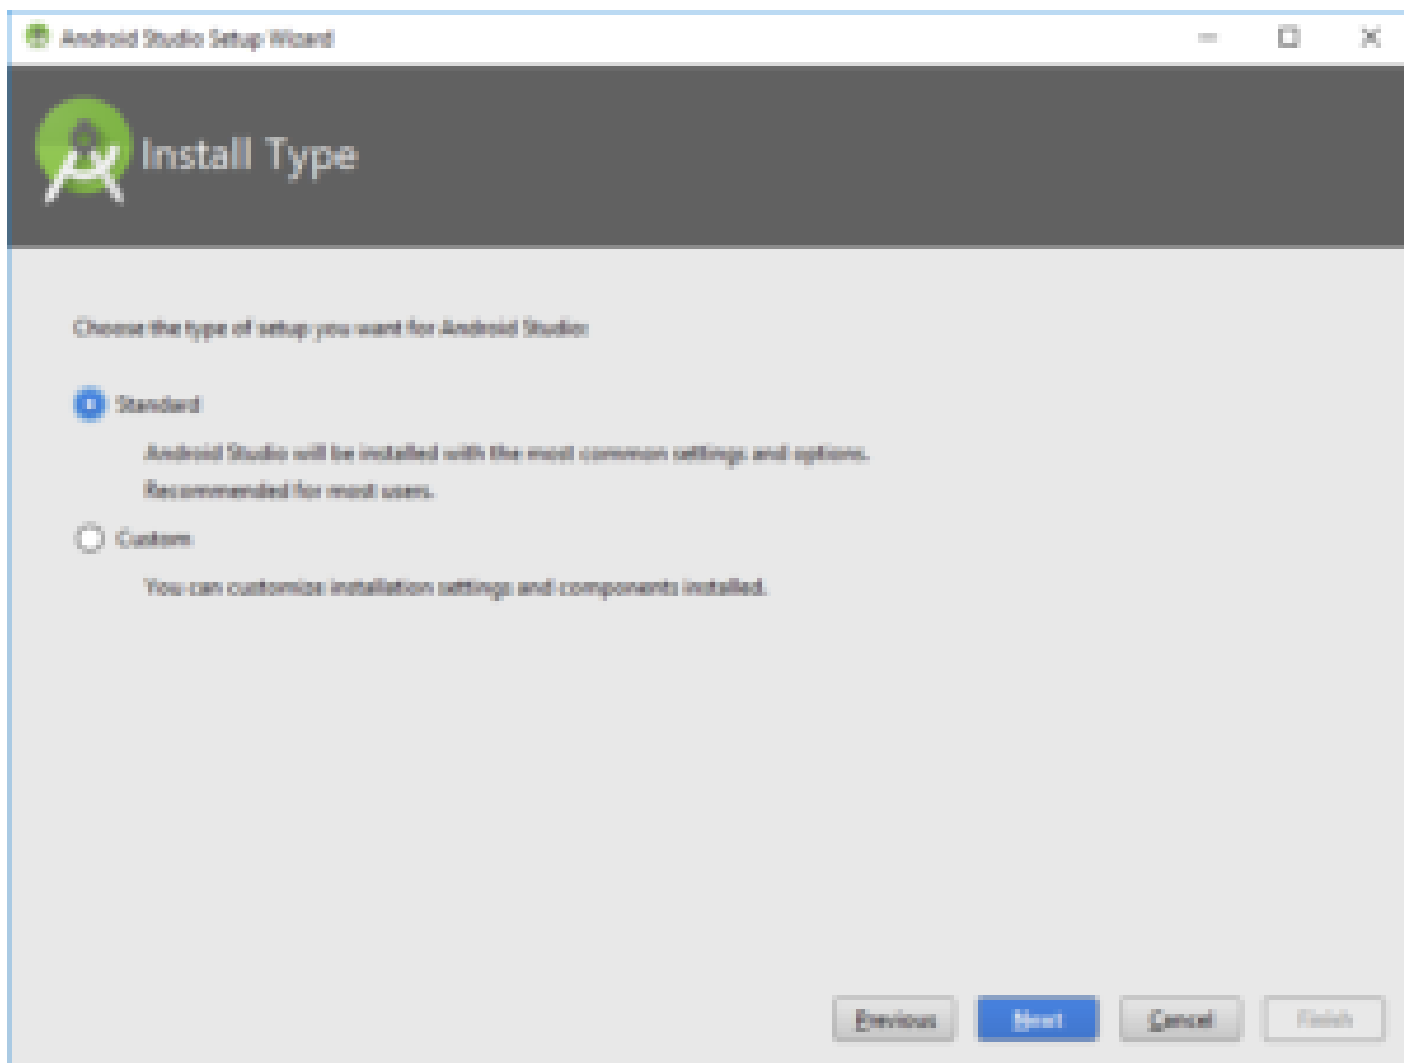 Android Studio Setup Wizard
Install Type
Choose the type of setup you want for Android Studio:
Standard
Android Studio will be installed with the most common settings and options.
Recommended for most users.
Custom
You can customize installation settings and components installed.
Previous Next Cancel Finish